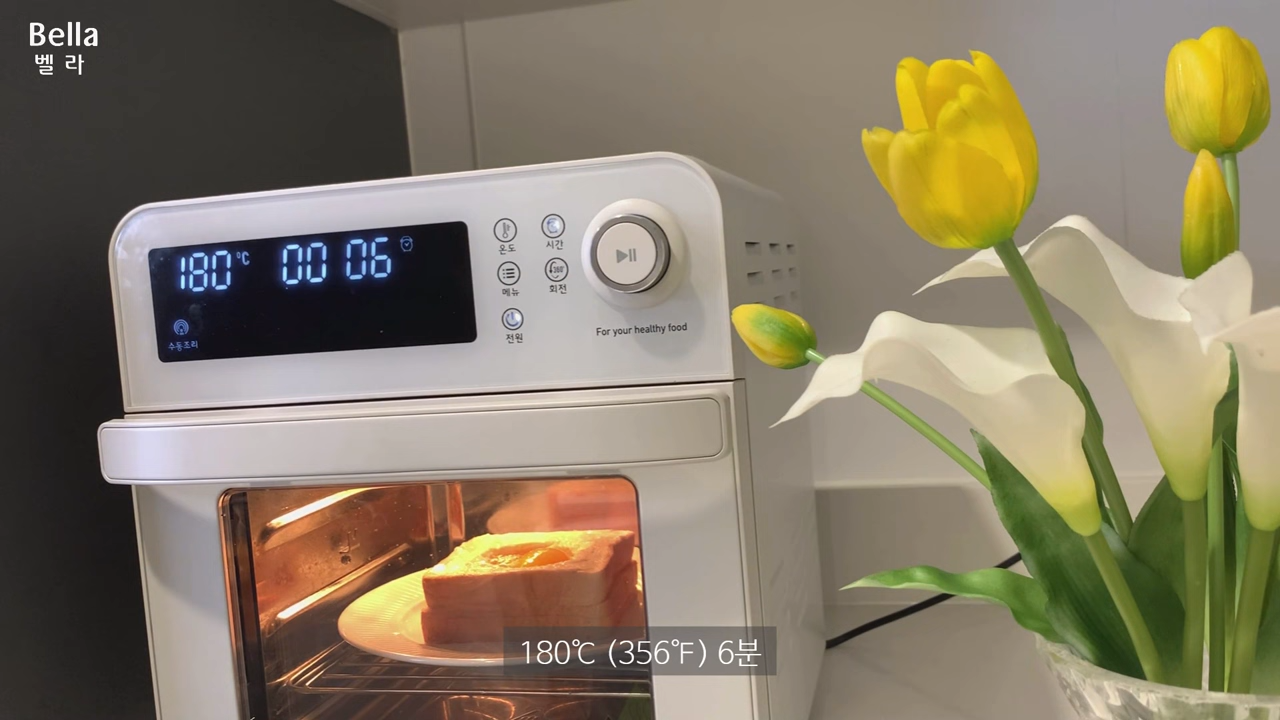 Bella
벨 라
180℃ 00 06
수동조리
온도
시간
메뉴
360°
회전
전원
For your healthy food
180℃ (356℉) 6분